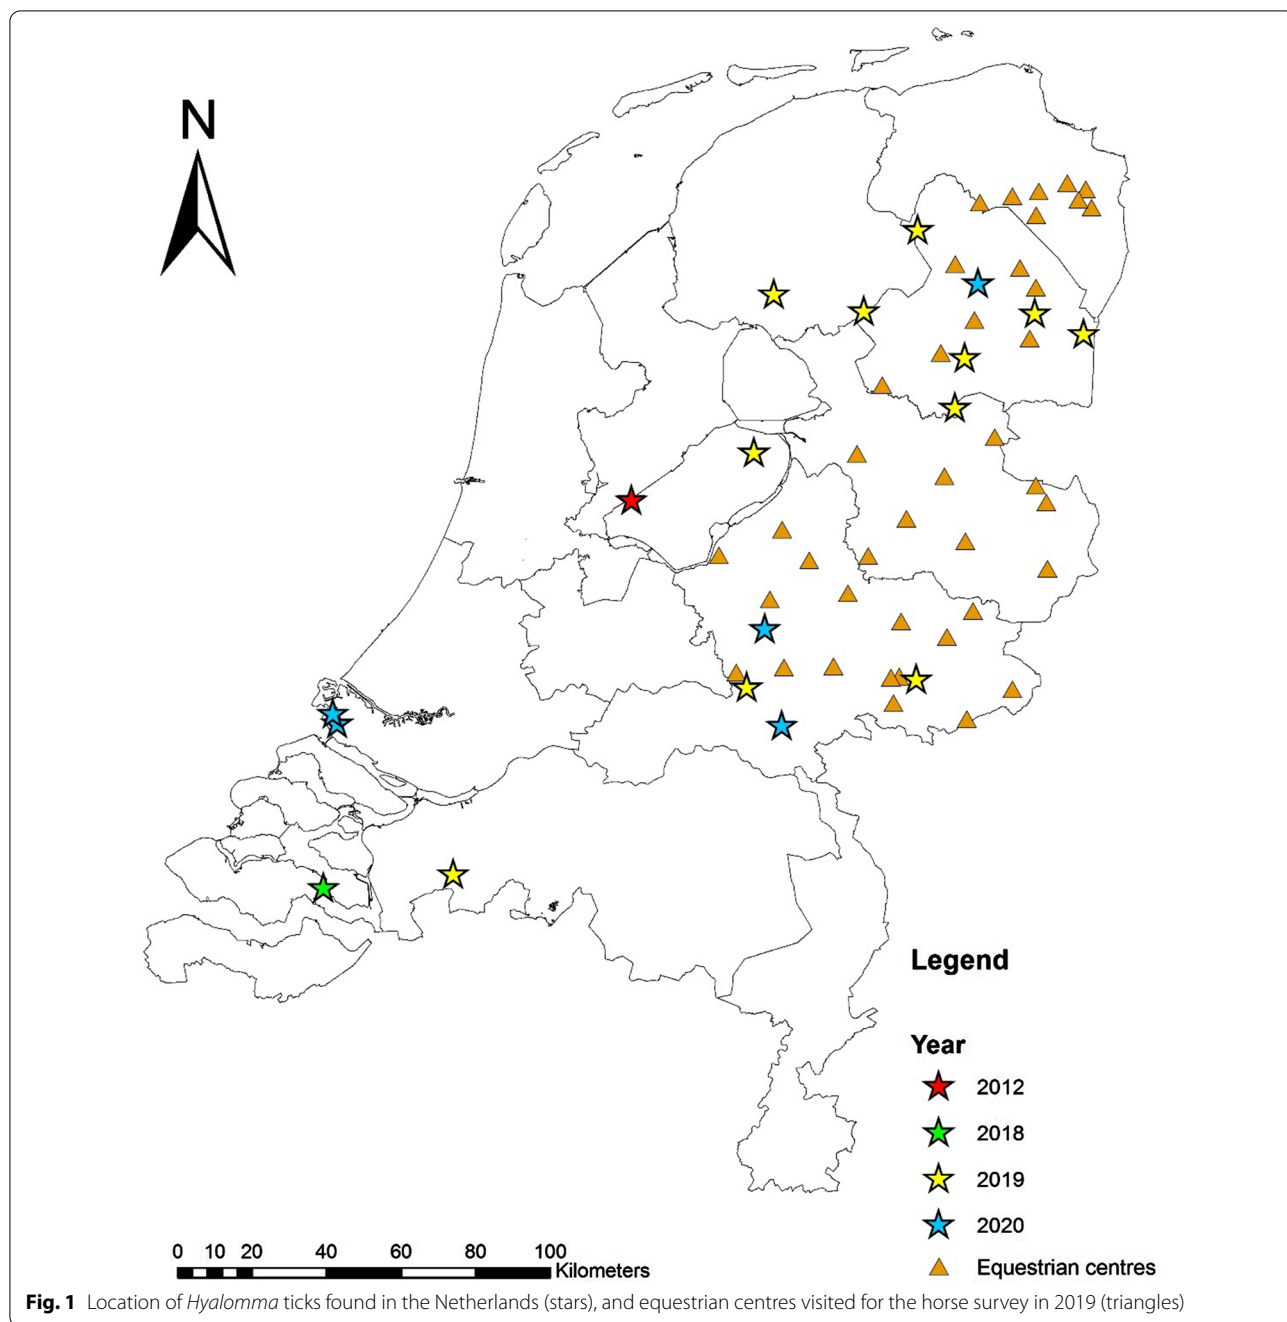 N
Legend
Year
2012
2018
2019
2020
Equestrian centres
0 10 20 40 60 80 100
Kilometers
Fig. 1 Location of Hyalomma ticks found in the Netherlands (stars), and equestrian centres visited for the horse survey in 2019 (triangles)